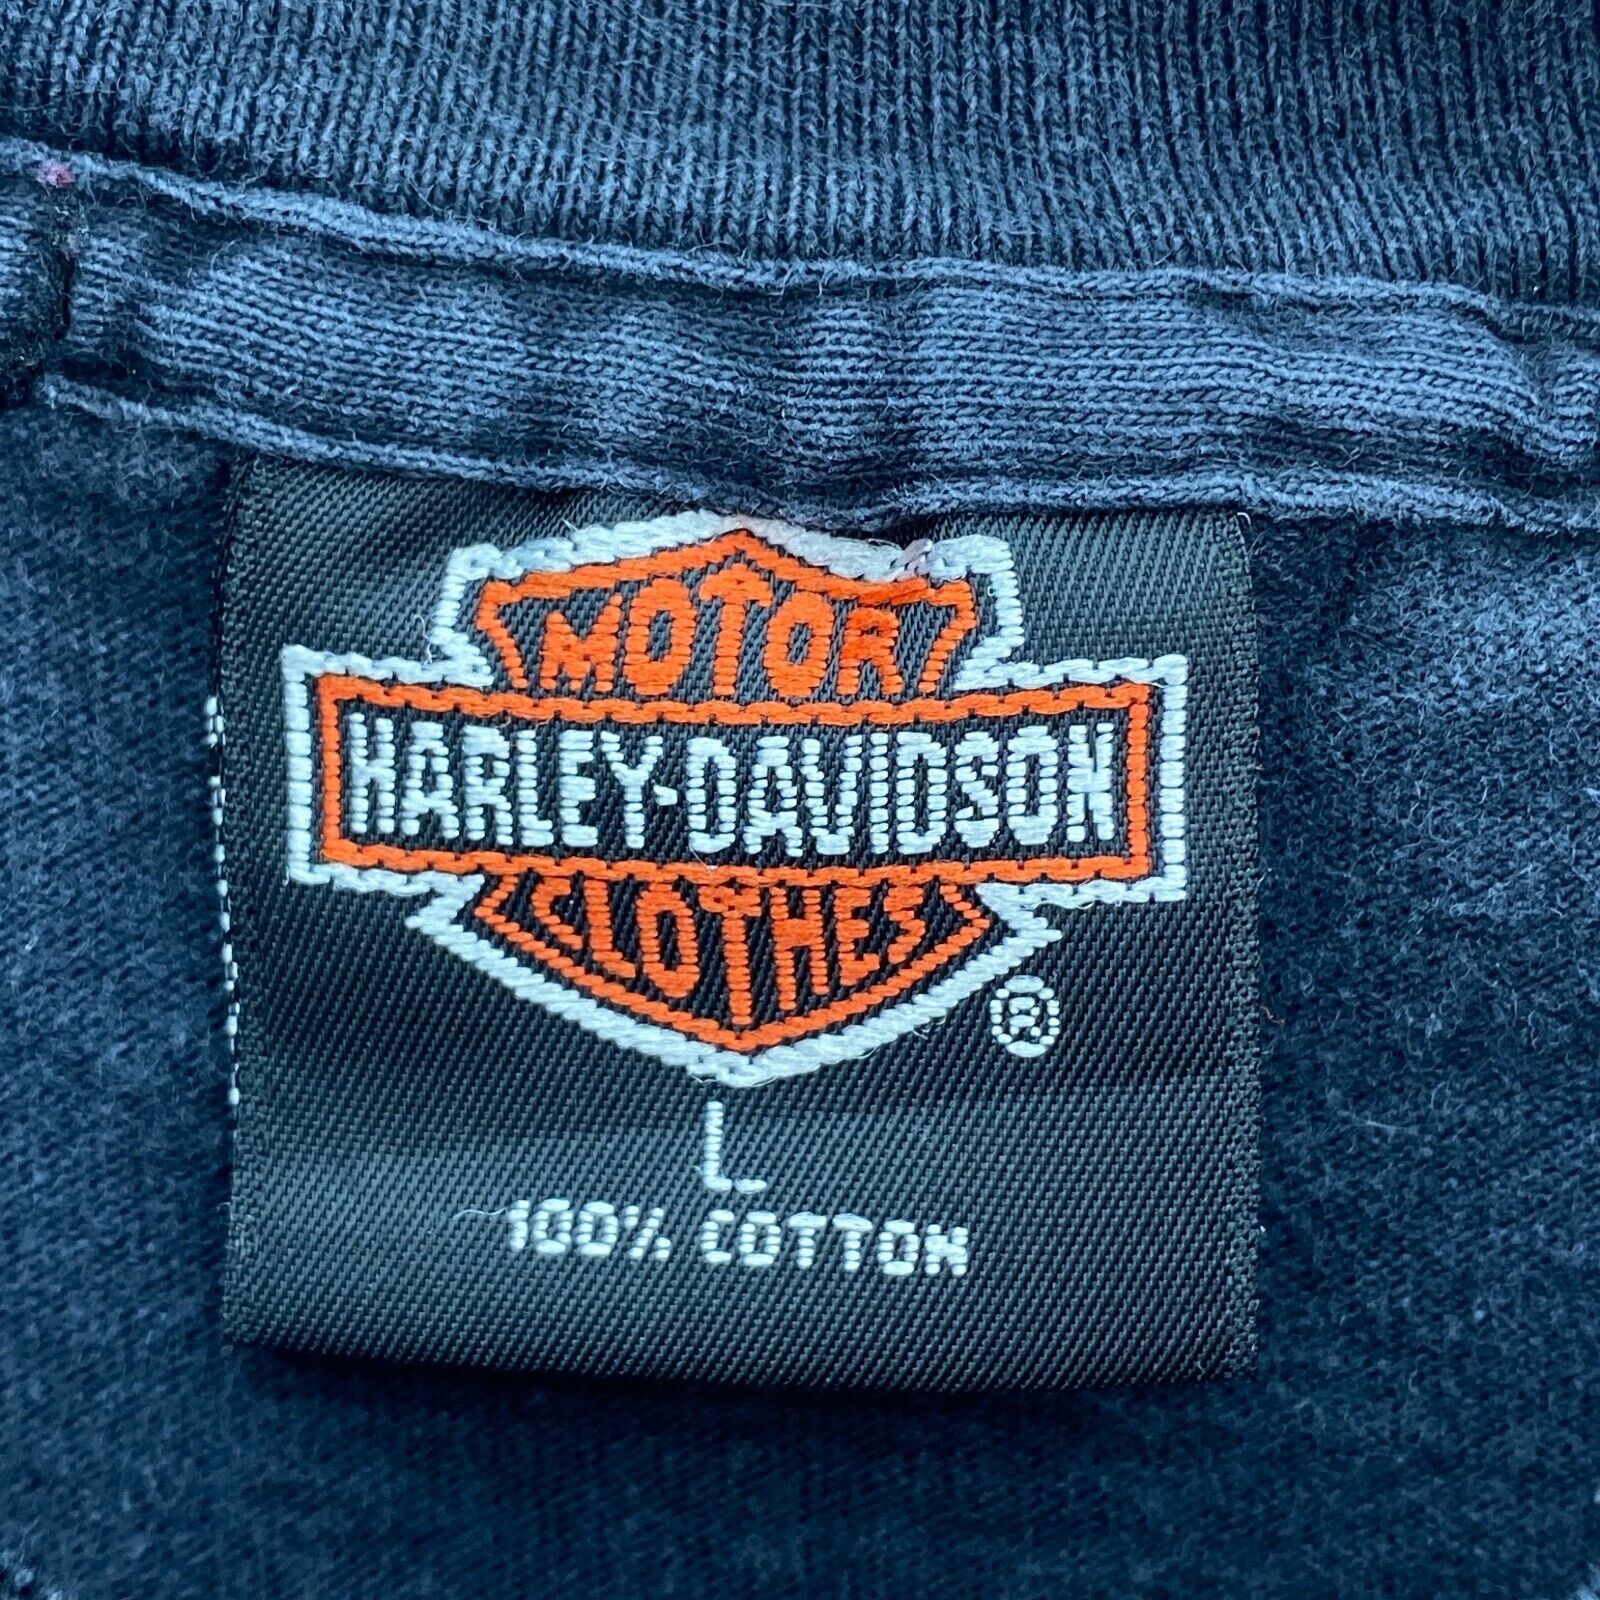 MOTOR
HARLEY-DAVIDSON
CLOTHES
®
L
100% COTTON